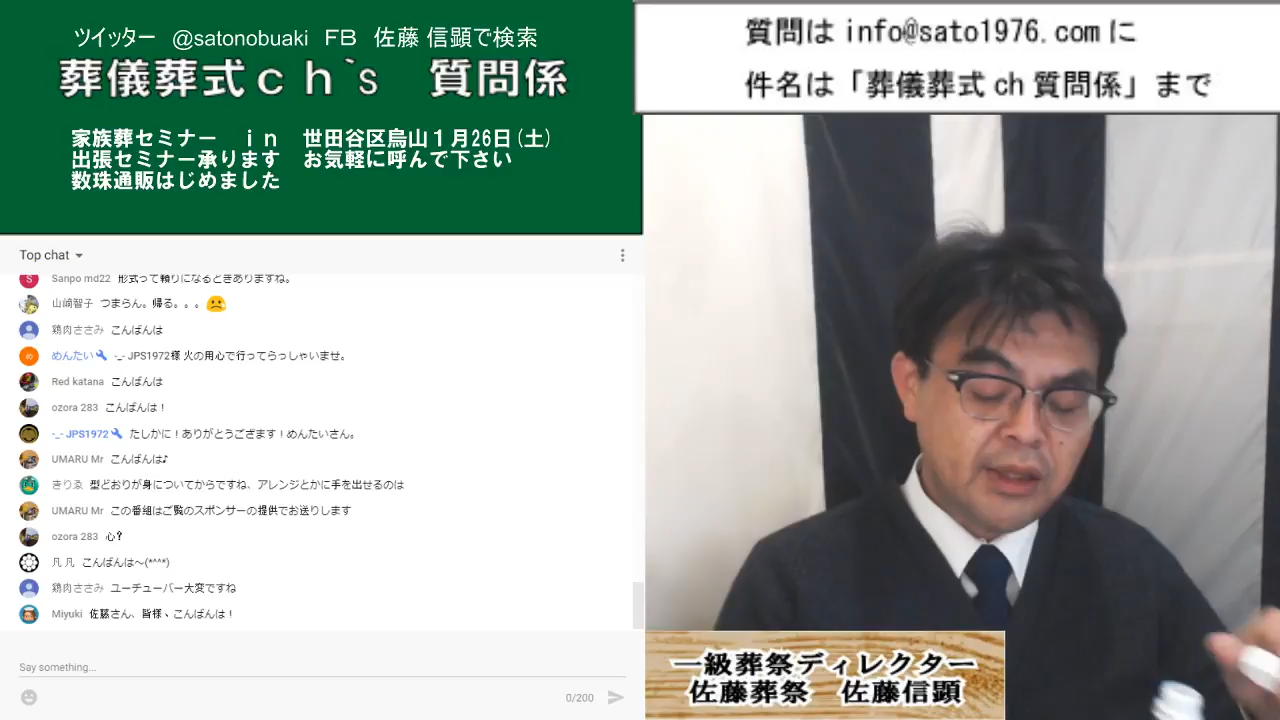 ツイッター　@satonobuaki　ＦＢ　佐藤 信顕で検索
葬儀葬式ｃｈ`s　質問係
家族葬セミナー　ｉｎ　世田谷区烏山１月26日(土)
出張セミナー承ります　お気軽に呼んで下さい
数珠通販はじめました
質問は info@sato1976.com に
件名は「葬儀葬式 ch 質問係」まで
Top chat
S Sanpo md22 形式って頼りになるときありますね。
山﨑智子 つまらん。帰る。。。
鶏肉ささみ こんばんは
め めんたい -_- JPS1972様 火の用心で行ってらっしゃいませ。
Red katana こんばんは
ozora 283 こんばんは！
-_- JPS1972 たしかに！ありがとうござます！めんたいさん。
UMARU Mr こんばんは♪
きりゑ 型どおりが身についてからですね、アレンジとかに手を出せるのは
UMARU Mr この番組はご覧のスポンサーの提供でお送りします
ozora 283 心？
凡 凡 こんばんは～(*^^*)
鶏肉ささみ ユーチューバー大変ですね
Miyuki 佐藤さん、皆様、こんばんは！
Say something...
0/200
一級葬祭ディレクター
佐藤葬祭　佐藤信顕